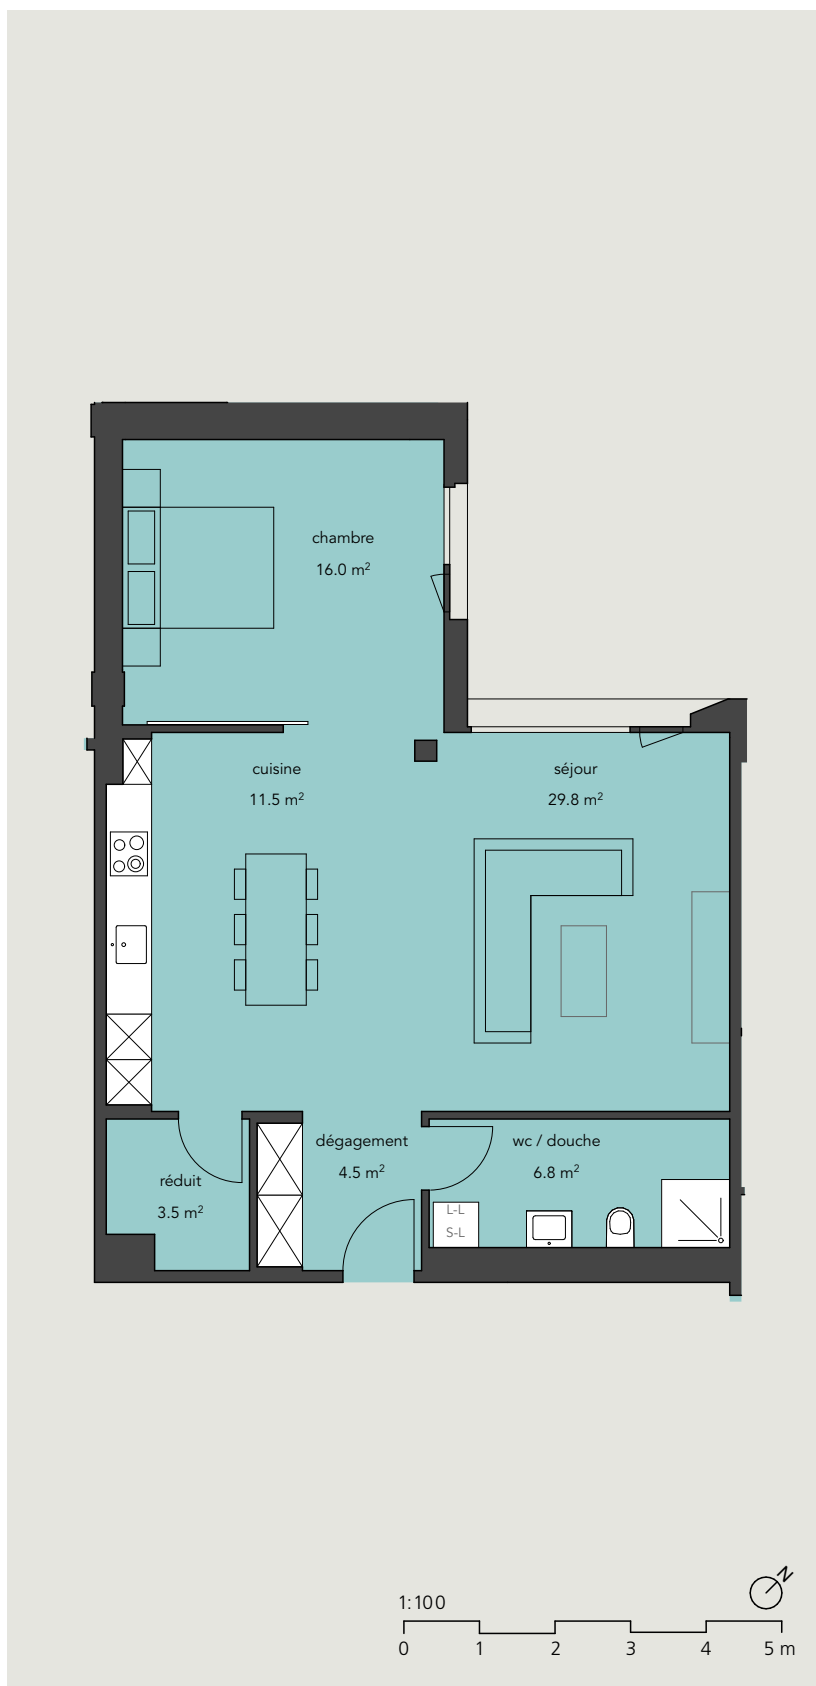 chambre
16.0 m²
cuisine
11.5 m²
séjour
29.8 m²
dégagement
4.5 m²
wc / douche
6.8 m²
réduit
3.5 m²
L-L
S-L
N
1:100
0 1 2 3 4 5 m